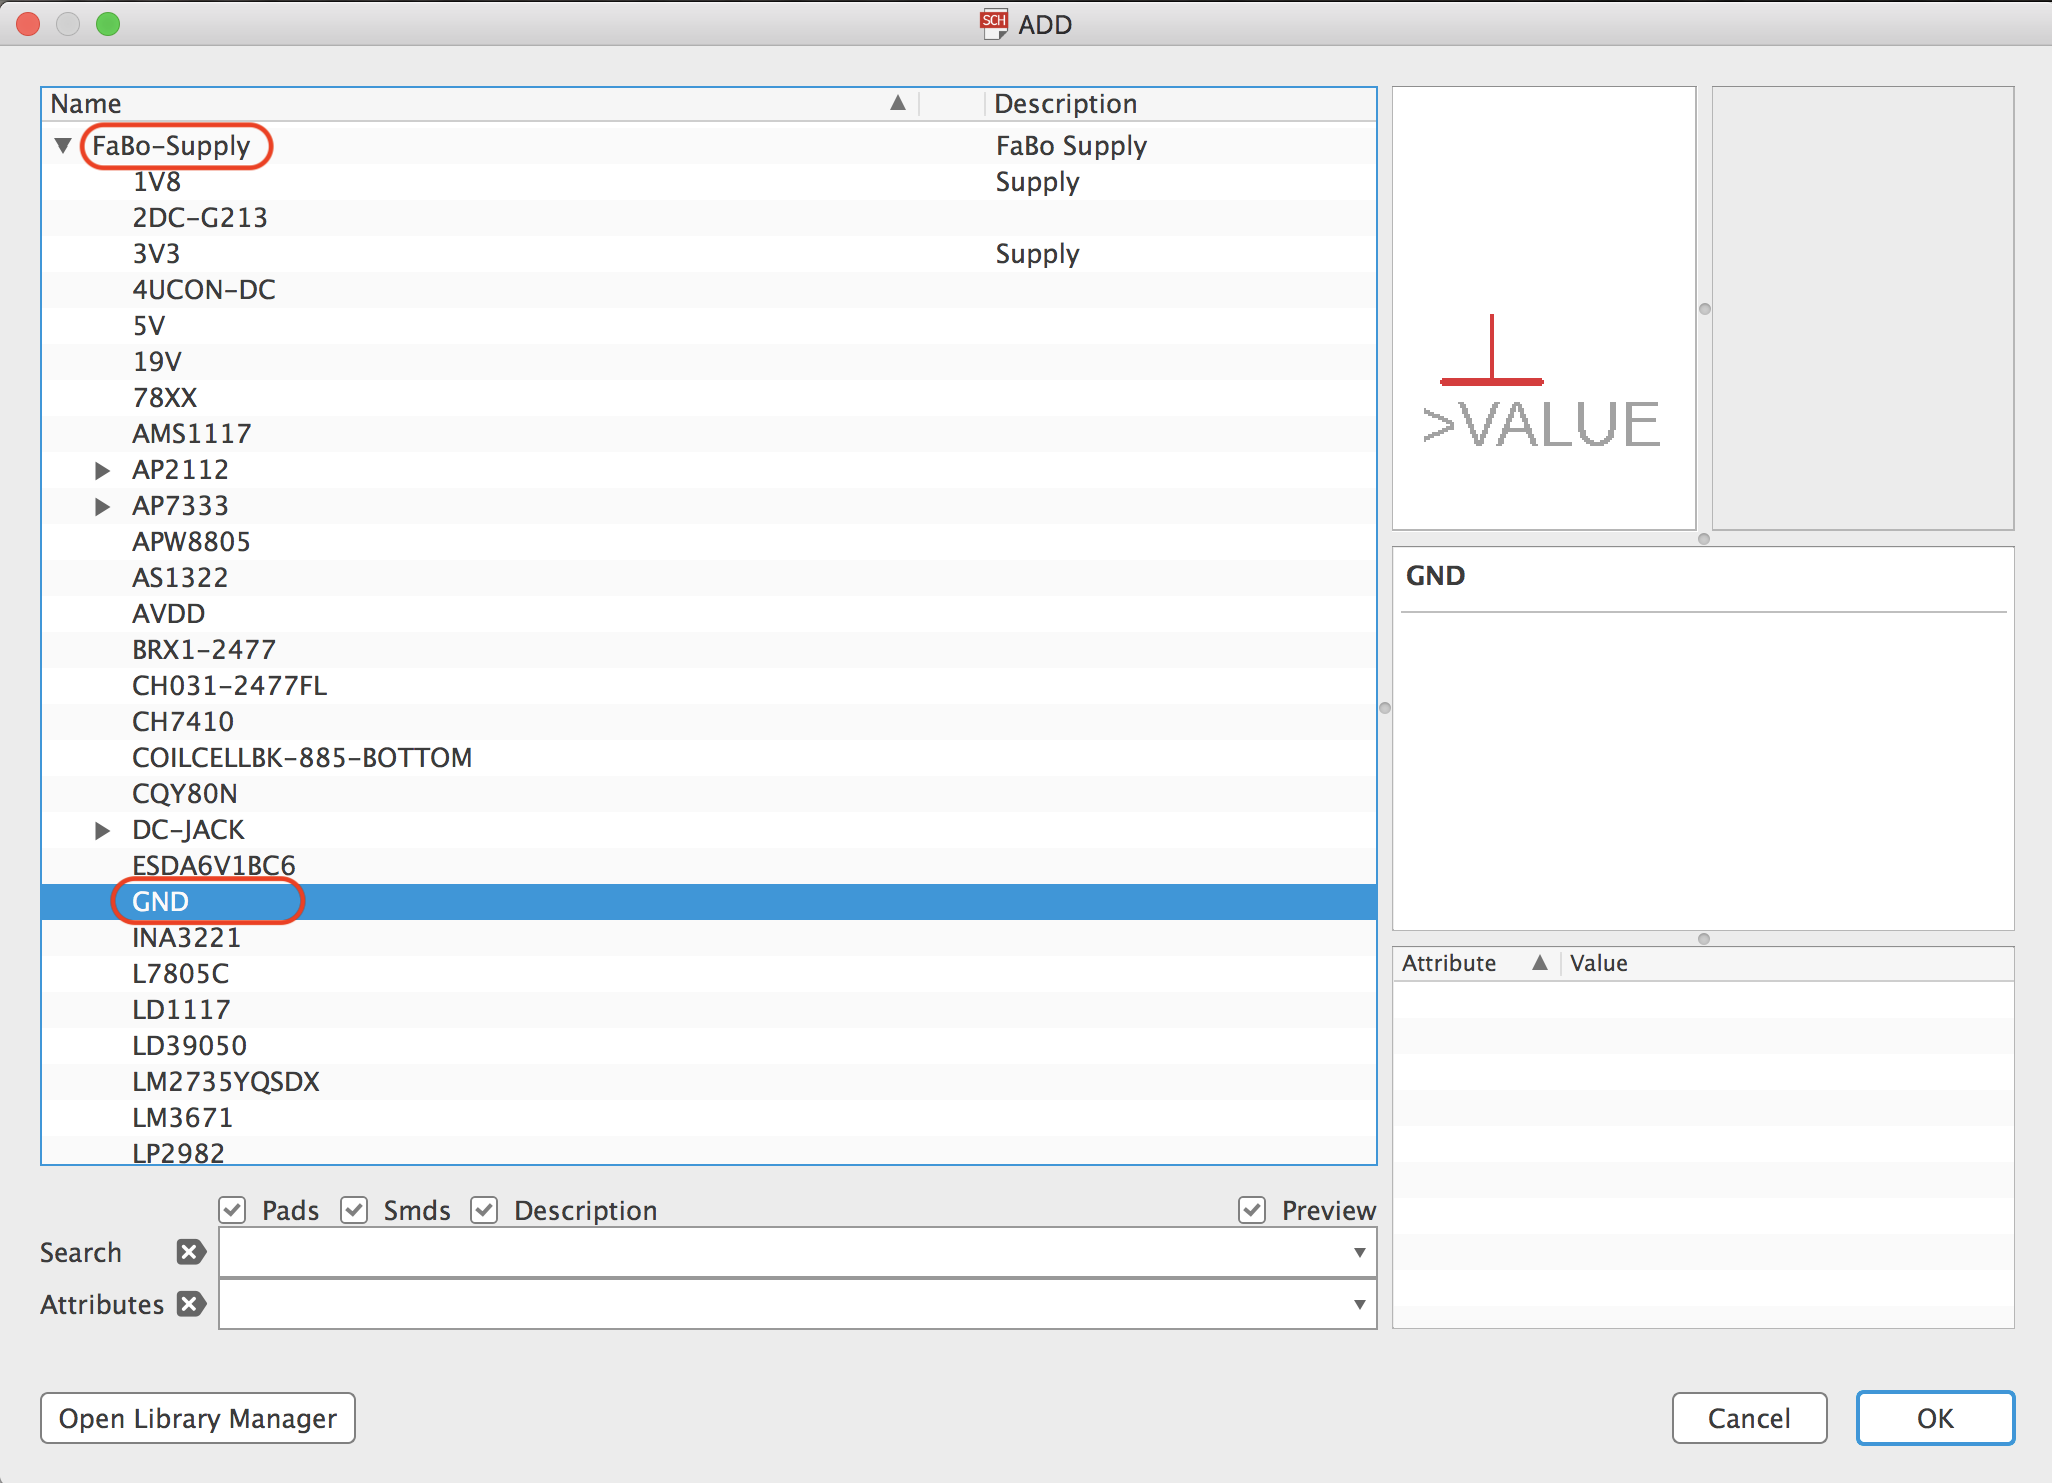 SCH ADD
Name Description
FaBo-Supply FaBo Supply
1V8 Supply
2DC-G213
3V3 Supply
4UCON-DC
5V
19V
78XX
AMS1117
AP2112
AP7333
APW8805
AS1322
AVDD
BRX1-2477
CH031-2477FL
CH7410
COILCELLBK-885-BOTTOM
CQY80N
DC-JACK
ESDA6V1BC6
GND
INA3221
L7805C
LD1117
LD39050
LM2735YQSDX
LM3671
LP2982
>VALUE
GND
Attribute Value
Pads Smds Description Preview
Search
Attributes
Open Library Manager Cancel OK